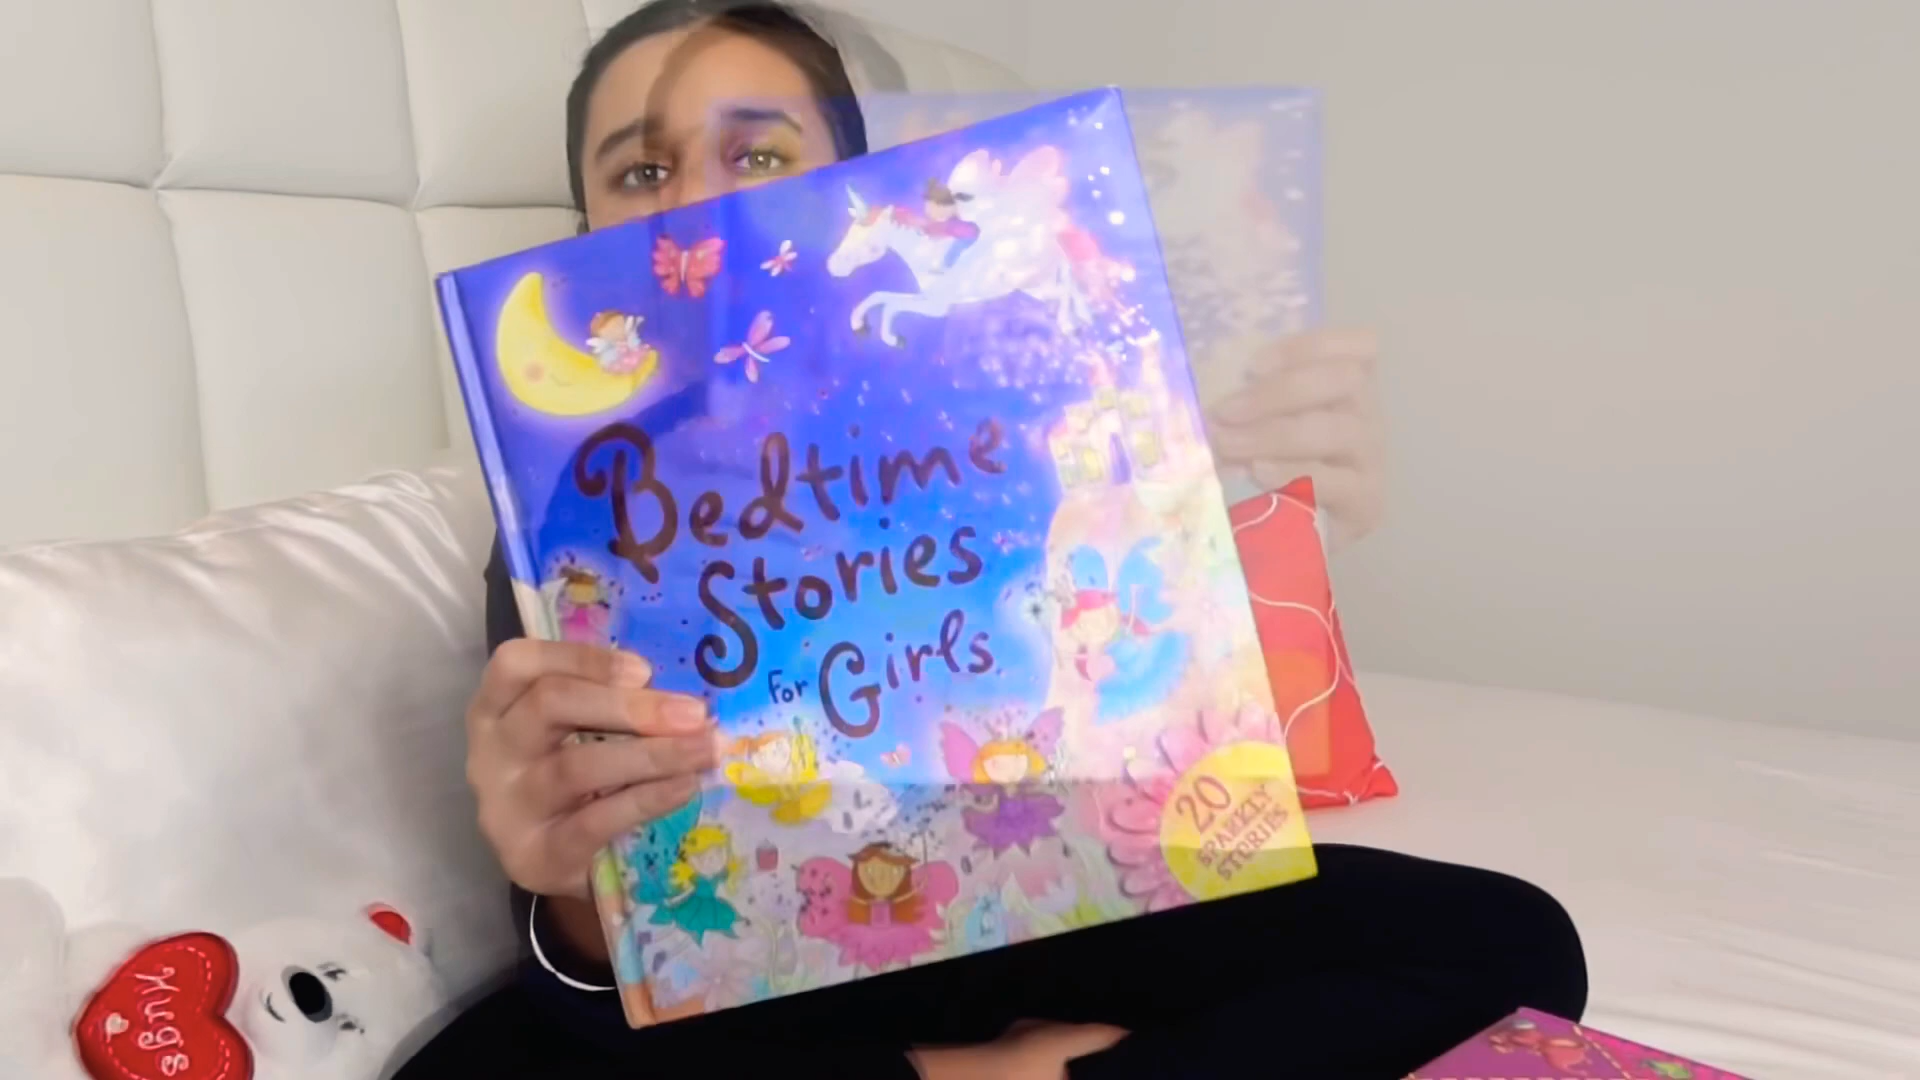 Bedtime
Stories
For Girls
20
SPARKLY
STORIES
Hugs